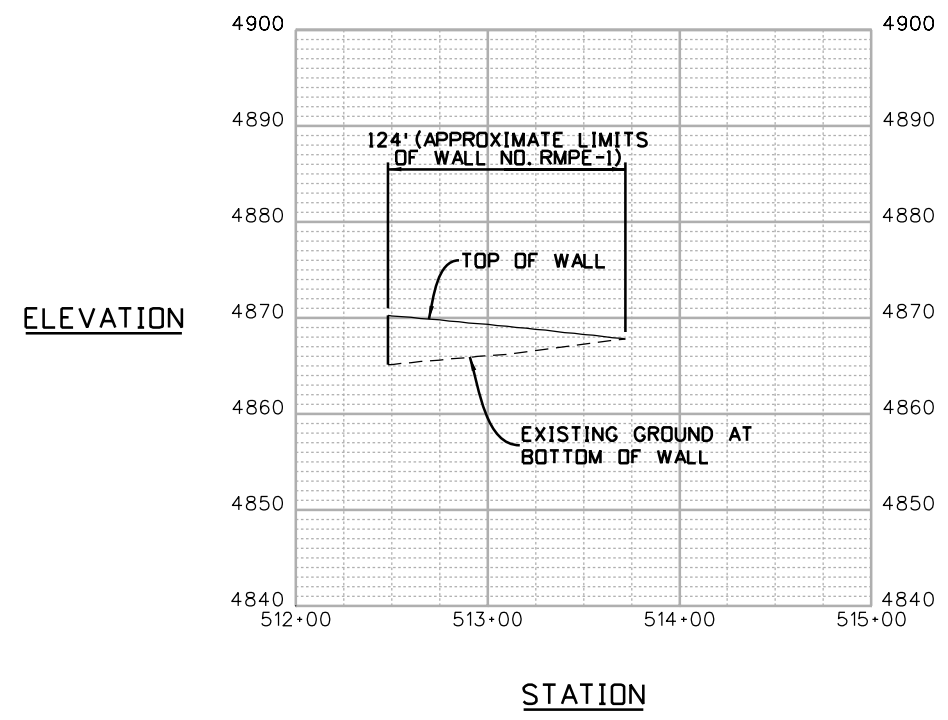 4900 4900
4890 4890
124' (APPROXIMATE LIMITS
OF WALL NO. RMPE-1)
4880 4880
TOP OF WALL
4870 4870
ELEVATION
4860 4860
EXISTING GROUND AT
BOTTOM OF WALL
4850 4850
4840 4840
512+00 513+00 514+00 515+00
STATION